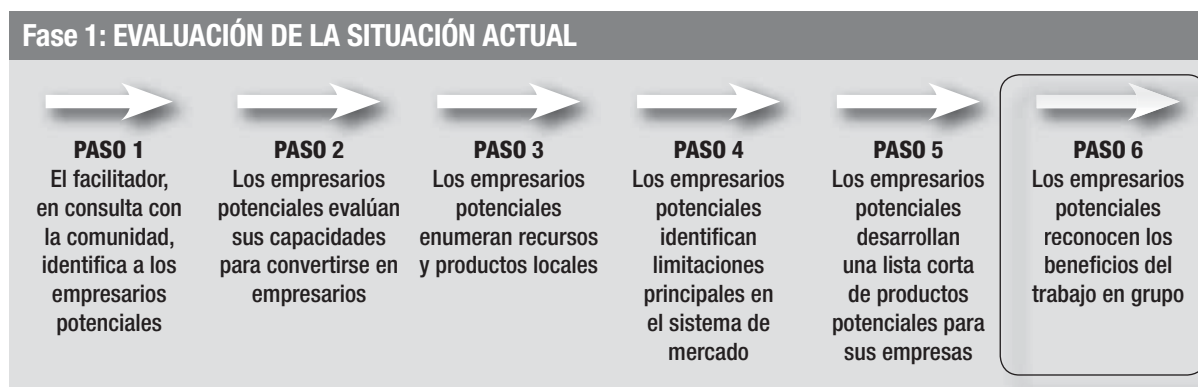 Fase 1: EVALUACIÓN DE LA SITUACIÓN ACTUAL
PASO 1
El facilitador,
en consulta con
la comunidad,
identifica a los
empresarios
potenciales
PASO 2
Los empresarios
potenciales evalúan
sus capacidades
para convertirse en
empresarios
PASO 3
Los empresarios
potenciales
enumeran recursos
y productos locales
PASO 4
Los empresarios
potenciales
identifican
limitaciones
principales en
el sistema de
mercado
PASO 5
Los empresarios
potenciales
desarrollan
una lista corta
de productos
potenciales para
sus empresas
PASO 6
Los empresarios
potenciales
reconocen los
beneficios del
trabajo en grupo